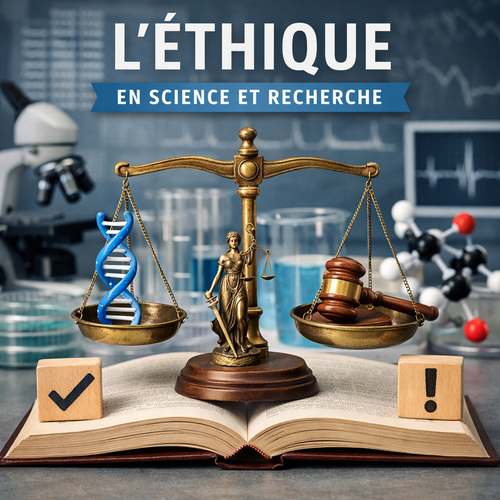 L'ÉTHIQUE
EN SCIENCE ET RECHERCHE
!